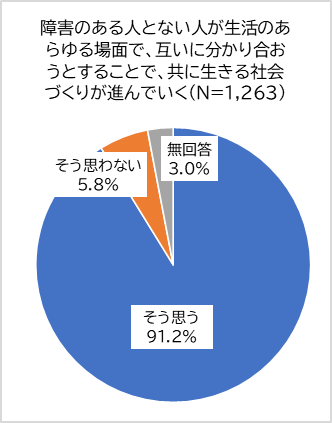 障害のある人とない人が生活のあ
らゆる場面で、互いに分かり合お
うとすることで、共に生きる社会
づくりが進んでいく(N=1,263)
そう思わない
5.8%
無回答
3.0%
そう思う
91.2%